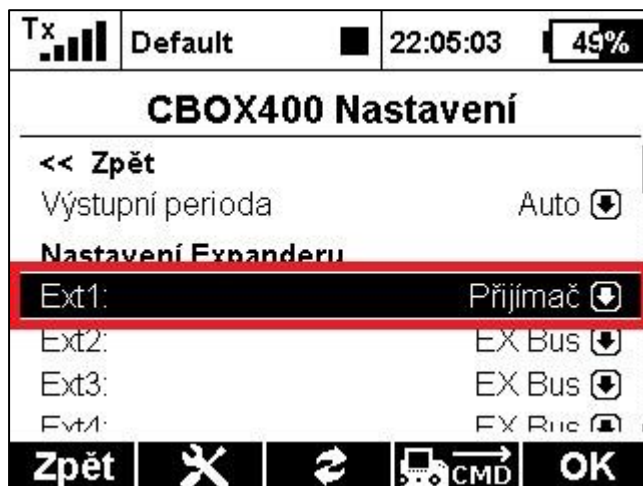 Tx Default 22:05:03 49%
CBOX400 Nastavení
<< Zpět
Výstupní perioda Auto
Nastavení Expanderu
Ext1: Přijímač
Ext2: EX Bus
Ext3: EX Bus
Ext4: EX Bus
Zpět CMD OK